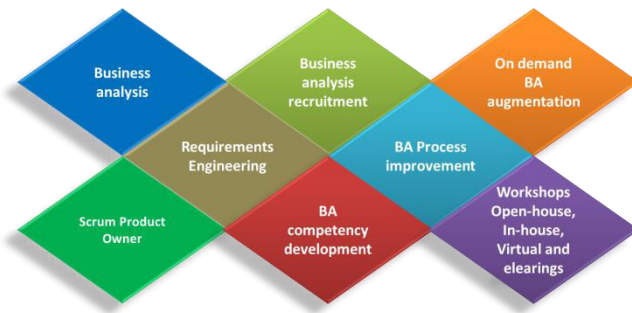 Business
analysis
Business
analysis
recruitment
On demand
BA
augmentation
Requirements
Engineering
BA Process
improvement
Scrum Product
Owner
BA
competency
development
Workshops
Open-house,
In-house,
Virtual and
elearings